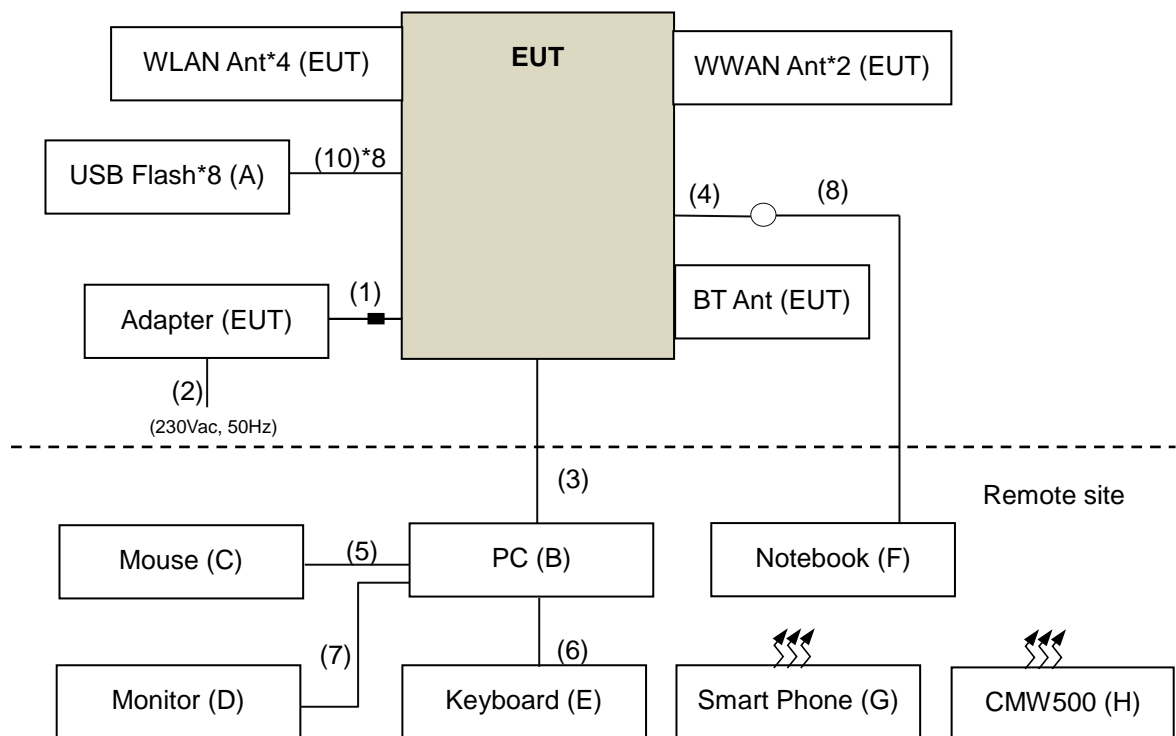 EUT
WLAN Ant*4 (EUT)
WWAN Ant*2 (EUT)
USB Flash*8 (A)
(10)*8
(4)
(8)
Adapter (EUT)
(1)
BT Ant (EUT)
(2)
(230Vac, 50Hz)
(3)
Remote site
Mouse (C)
(5)
PC (B)
Notebook (F)
(7)
(6)
Monitor (D)
Keyboard (E)
Smart Phone (G)
CMW500 (H)